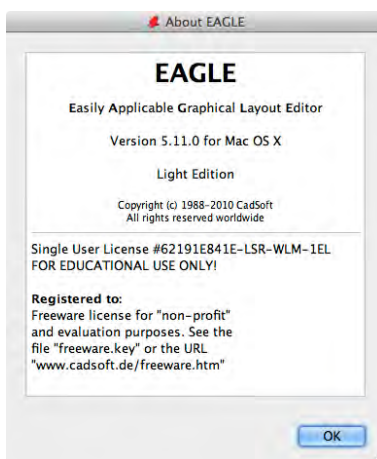 About EAGLE
EAGLE
Easily Applicable Graphical Layout Editor
Version 5.11.0 for Mac OS X
Light Edition
Copyright (c) 1988-2010 CadSoft
All rights reserved worldwide
Single User License #62191E841E-LSR-WLM-1EL
FOR EDUCATIONAL USE ONLY!
Registered to:
Freeware license for "non-profit"
and evaluation purposes. See the
file "freeware.key" or the URL
"www.cadsoft.de/freeware.htm"
OK